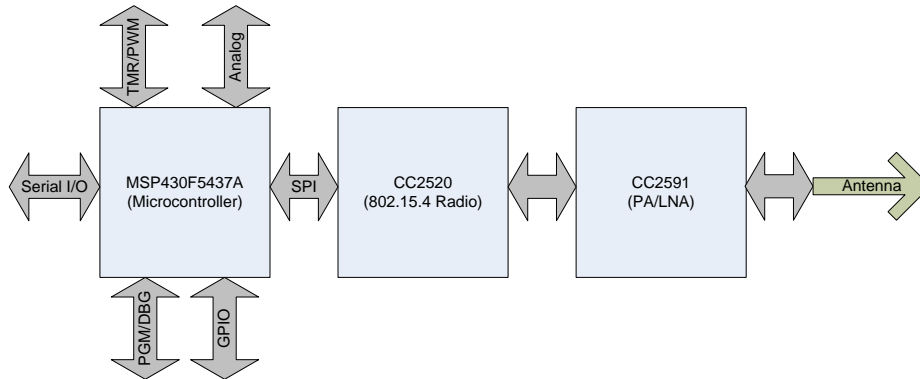 TMR/PWM
Analog
Serial I/O
MSP430F5437A
(Microcontroller)
SPI
CC2520
(802.15.4 Radio)
CC2591
(PA/LNA)
Antenna
PGM/DBG
GPIO